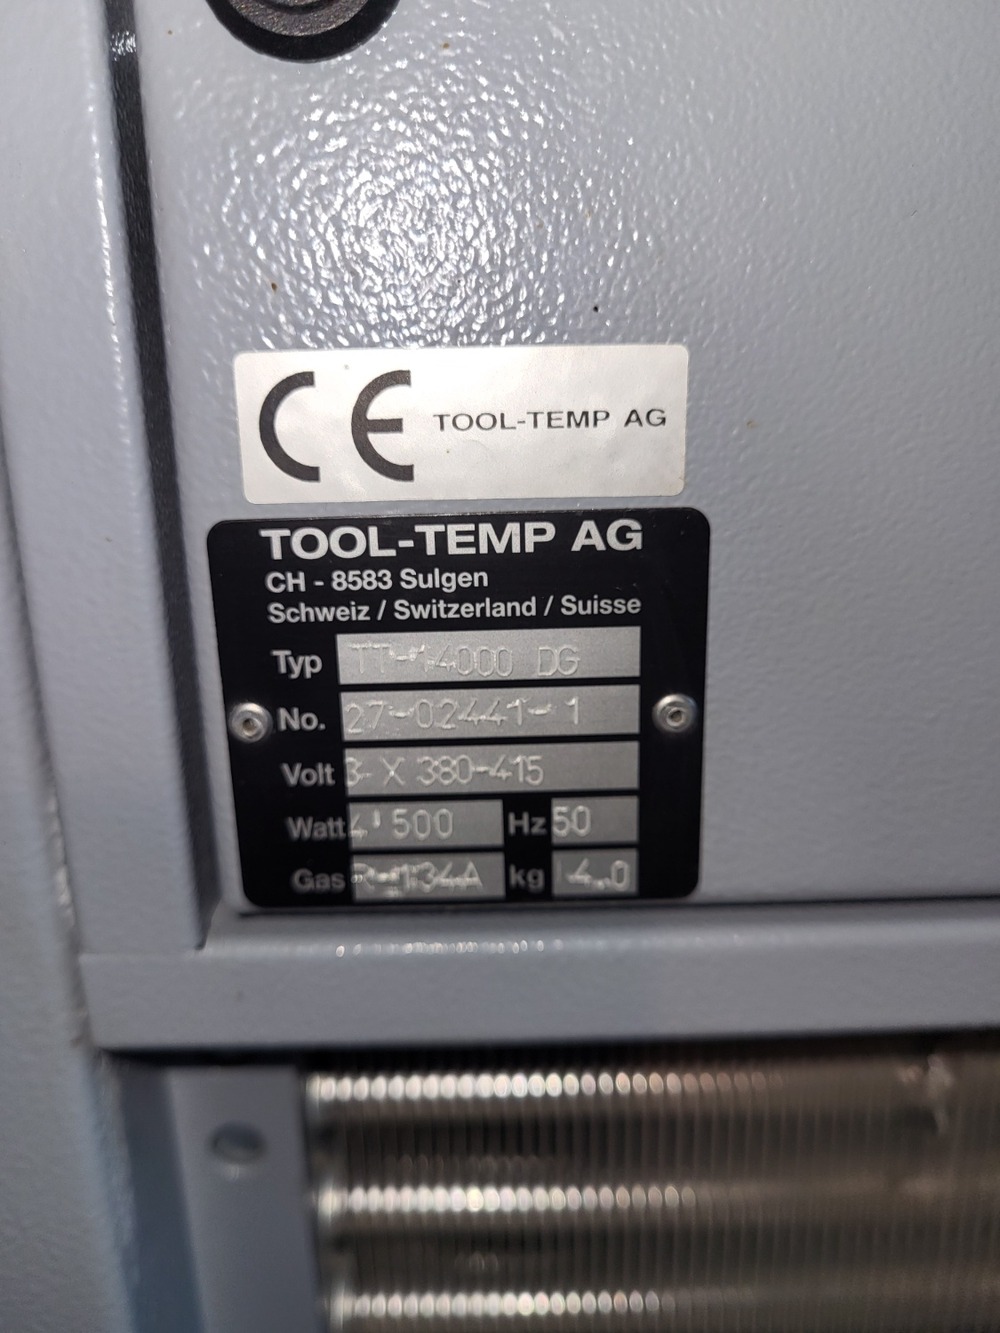 CE TOOL-TEMP AG
TOOL-TEMP AG
CH - 8583 Sulgen
Schweiz / Switzerland / Suisse
Typ TT-14000 DG
No. 27-02441-1
Volt 3 X 380-415
Watt 4'500 Hz 50
Gas R-134A kg 4.0